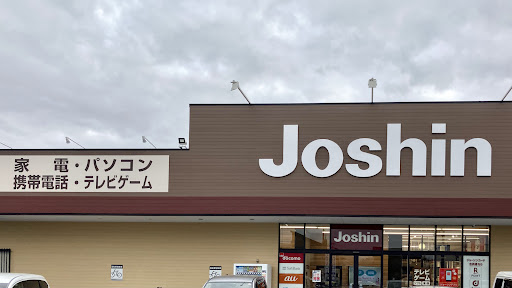 Joshin
家 電・パソコン
携帯電話・テレビゲーム
Joshin
docomo
SoftBank
au
テレビ
ゲーム
R